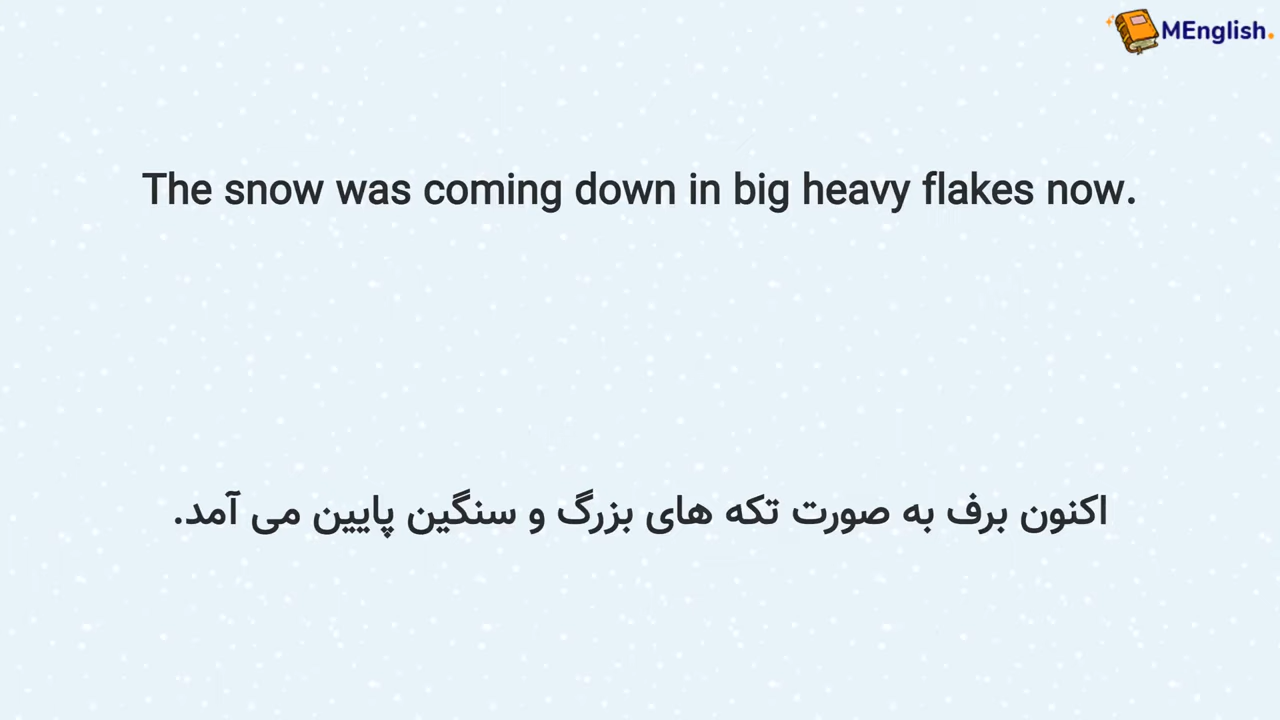 MEnglish.
The snow was coming down in big heavy flakes now.
اکنون برف به صورت تکه های بزرگ و سنگین پایین می آمد.